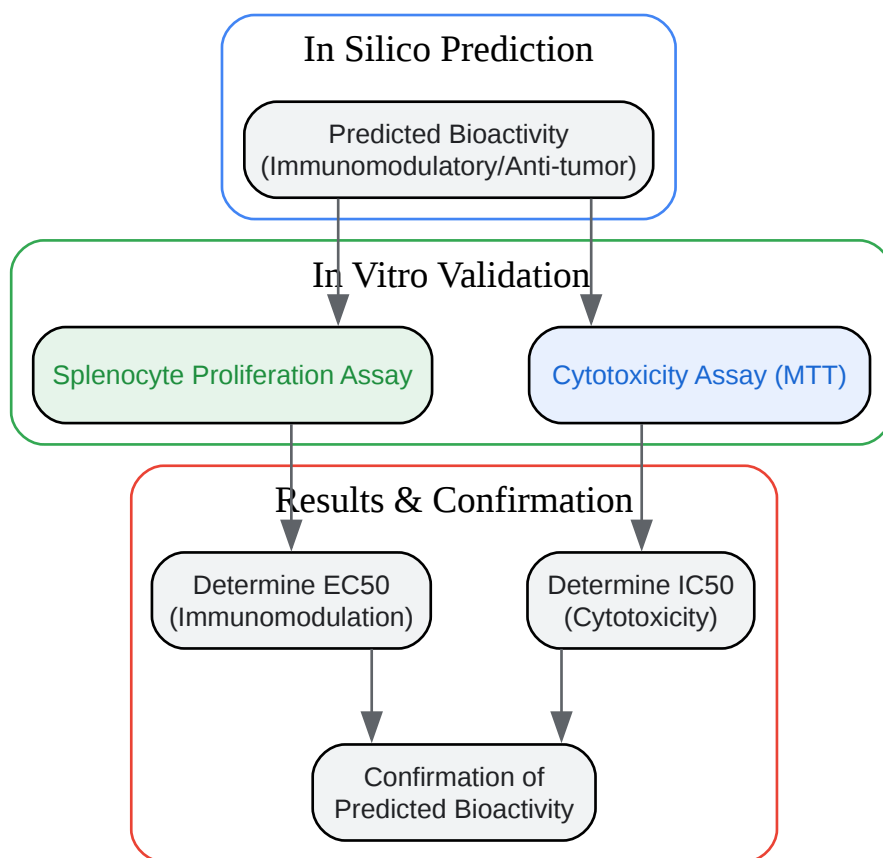 In Silico Prediction
Predicted Bioactivity
(Immunomodulatory/Anti-tumor)
In Vitro Validation
Splenocyte Proliferation Assay
Cytotoxicity Assay (MTT)
Results & Confirmation
Determine EC50
(Immunomodulation)
Determine IC50
(Cytotoxicity)
Confirmation of
Predicted Bioactivity